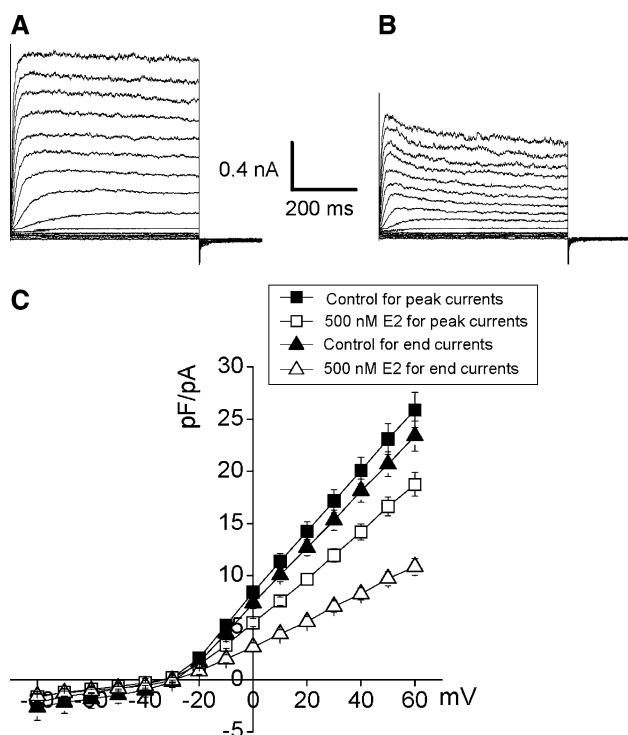 A
B
0.4 nA
200 ms
C
Control for peak currents
500 nM E2 for peak currents
Control for end currents
500 nM E2 for end currents
pF/pA
30
25
20
15
10
5
0
-40 -20 0 20 40 60 mV
-5